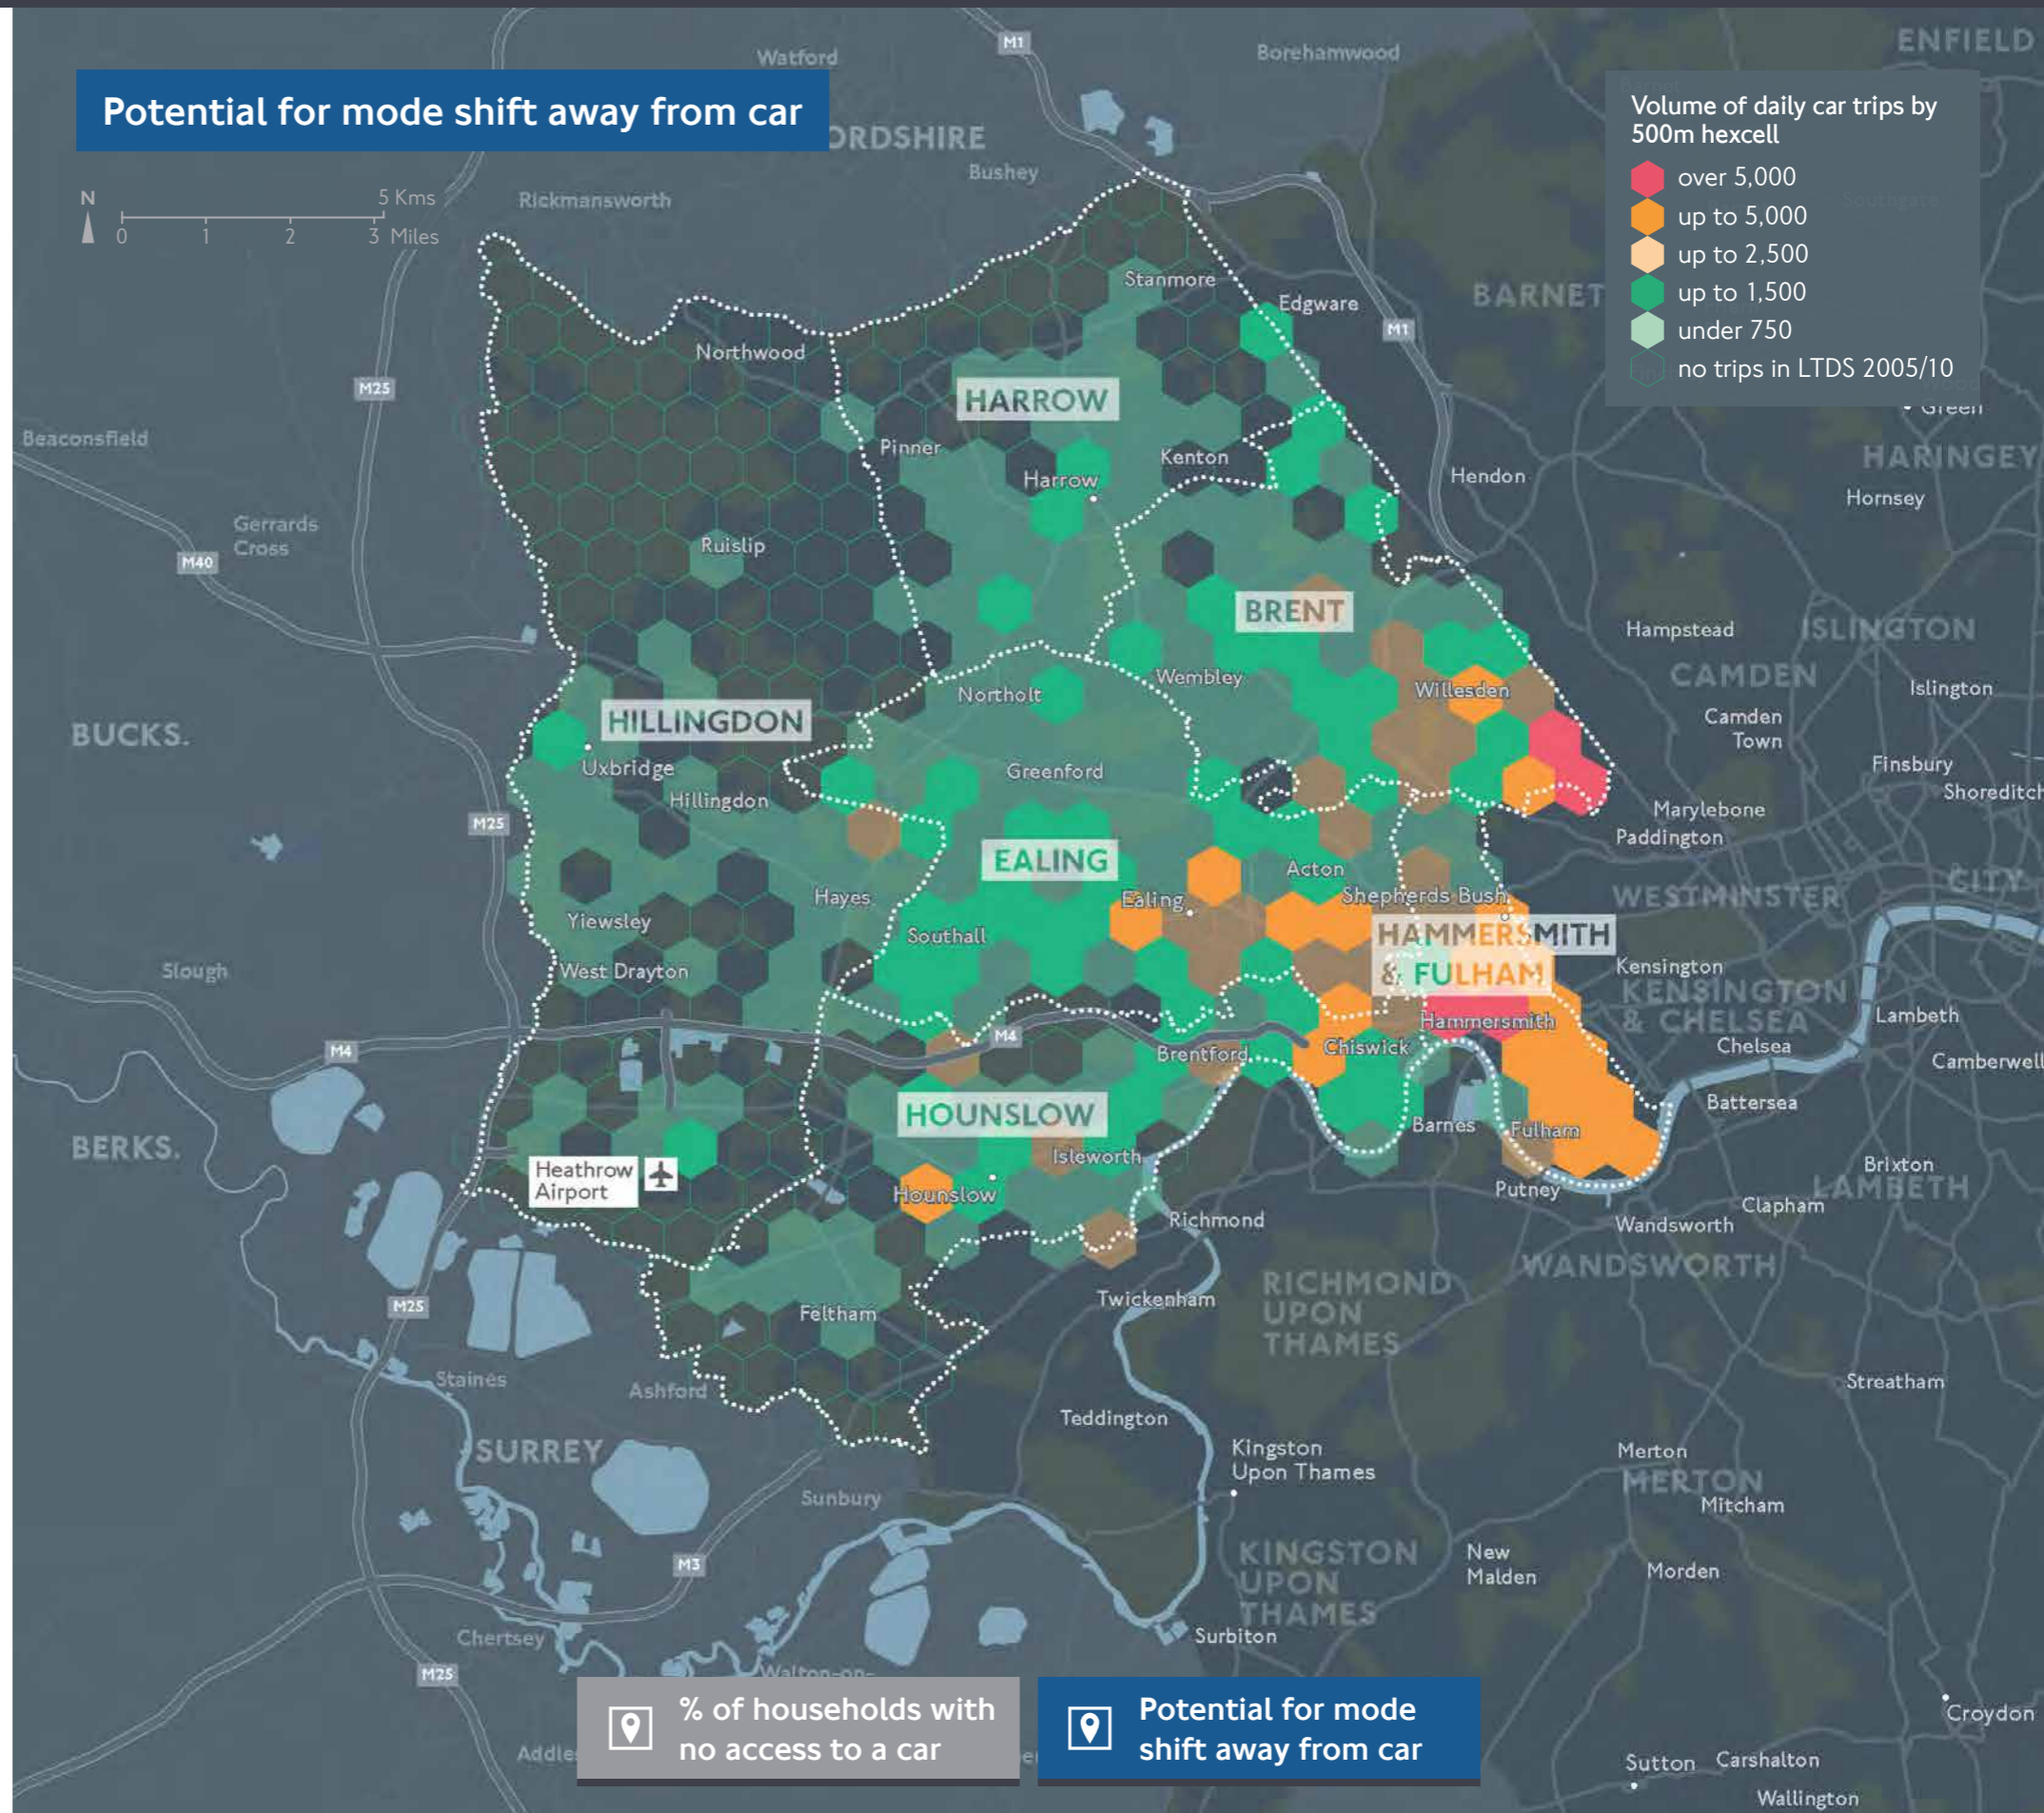 Potential for mode shift away from car
N
5 Kms
0 1 2 3 Miles
Volume of daily car trips by
500m hexcell
over 5,000
up to 5,000
up to 2,500
up to 1,500
under 750
no trips in LTDS 2005/10
ENFIELD
Watford
M1
Borehamwood
ORDSHIRE
Bushey
Rickmansworth
Southgate
Stanmore
Edgware
BARNET
M1
Northwood
M25
HARROW
Green
Beaconsfield
Pinner
Kenton
Harrow
Hendon
HARINGEY
Hornsey
Gerrards
Cross
M40
Ruislip
BRENT
Hampstead
ISLINGTON
CAMDEN
Wembley
Northolt
Willesden
Islington
HILLINGDON
Camden
Town
BUCKS.
Uxbridge
Greenford
Finsbury
Hillingdon
Shoreditch
M25
Marylebone
Paddington
EALING
Acton
CITY
Hayes
Ealing
Shepherds Bush
WESTMINSTER
Yiewsley
Southall
HAMMERSMITH
& FULHAM
Slough
West Drayton
Kensington
KENSINGTON
& CHELSEA
Lambeth
Hammersmith
M4
M4
Brentford
Chiswick
Chelsea
Camberwell
HOUNSLOW
Battersea
Barnes
Fulham
BERKS.
Isleworth
Heathrow
Airport
Hounslow
Brixton
LAMBETH
Putney
Clapham
Richmond
Wandsworth
WANDSWORTH
M25
Feltham
Twickenham
RICHMOND
UPON
THAMES
Staines
Ashford
Streatham
Teddington
SURREY
Kingston
Upon Thames
Merton
MERTON
Mitcham
Sunbury
M3
KINGSTON
UPON
THAMES
New
Malden
Morden
Chertsey
Surbiton
M25
Walton-on-
% of households with
no access to a car
Potential for mode
shift away from car
Croydon
Addle
Sutton
Carshalton
Wallington